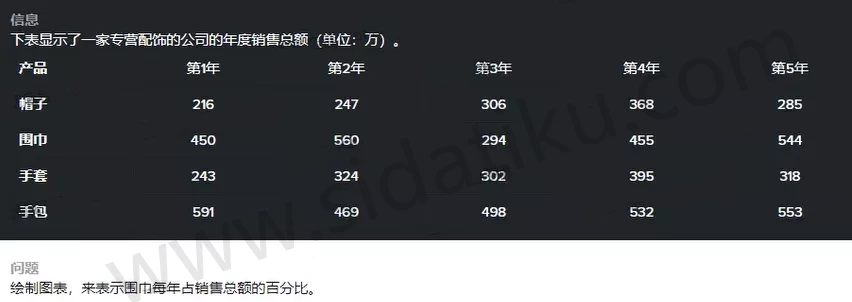 信息
下表显示了一家专营配饰的公司的年度销售总额（单位：万）。
产品 第1年 第2年 第3年 第4年 第5年
帽子 216 247 306 368 285
围巾 450 560 294 455 544
手套 243 324 302 395 318
手包 591 469 498 532 553
www.sidatiku.com
问题
绘制图表，来表示围巾每年占销售总额的百分比。